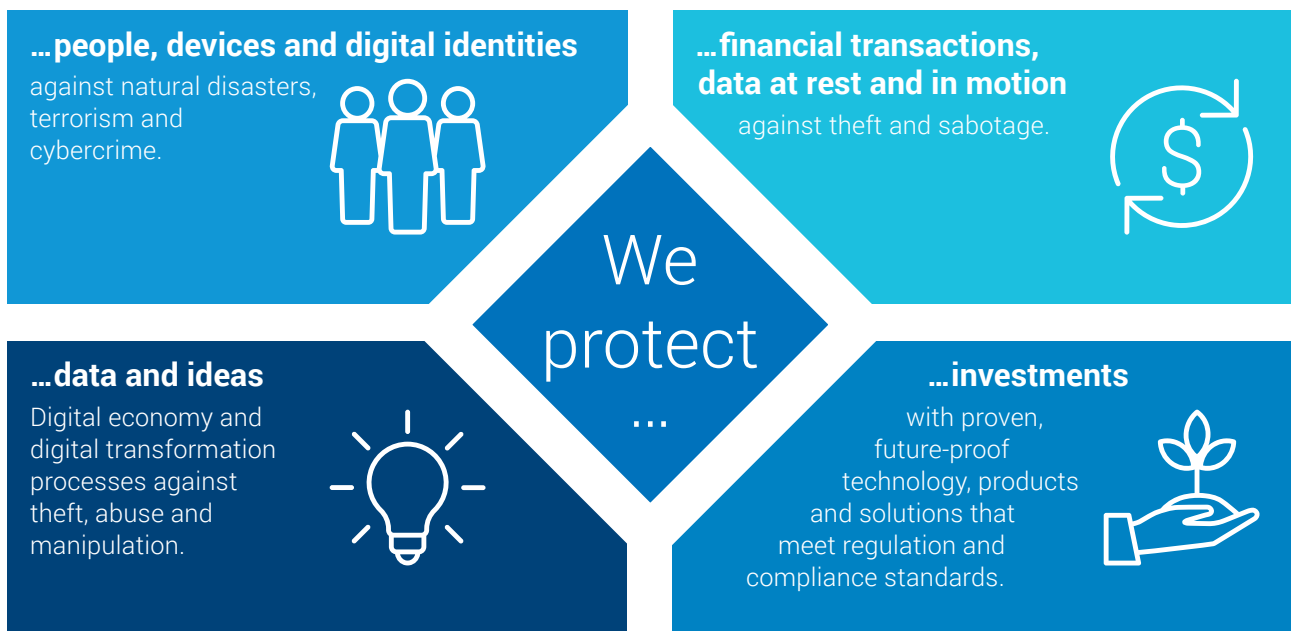 …people, devices and digital identities
against natural disasters,
terrorism and
cybercrime.
…financial transactions,
data at rest and in motion
against theft and sabotage.
$
We
protect
…
…data and ideas
Digital economy and
digital transformation
processes against
theft, abuse and
manipulation.
…investments
with proven,
future-proof
technology, products
and solutions that
meet regulation and
compliance standards.